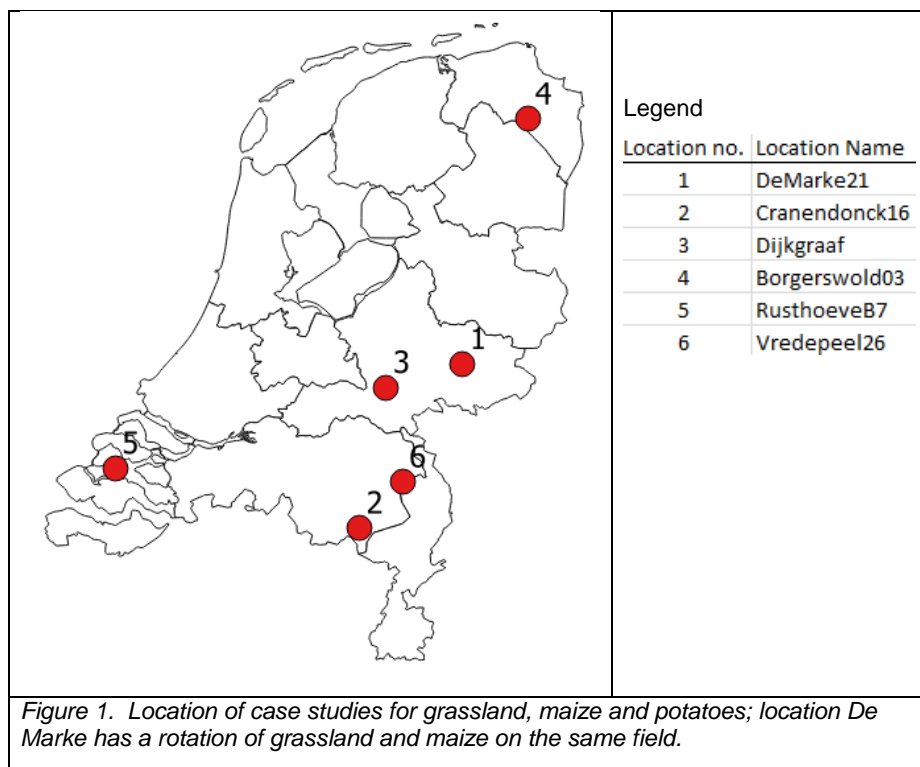 4
1
3
5
6
2
Legend
Location no. Location Name
1 DeMarke21
2 Cranendonck16
3 Dijkgraaf
4 Borgerswold03
5 RusthoeveB7
6 Vredepeel26
Figure 1. Location of case studies for grassland, maize and potatoes; location De
Marke has a rotation of grassland and maize on the same field.